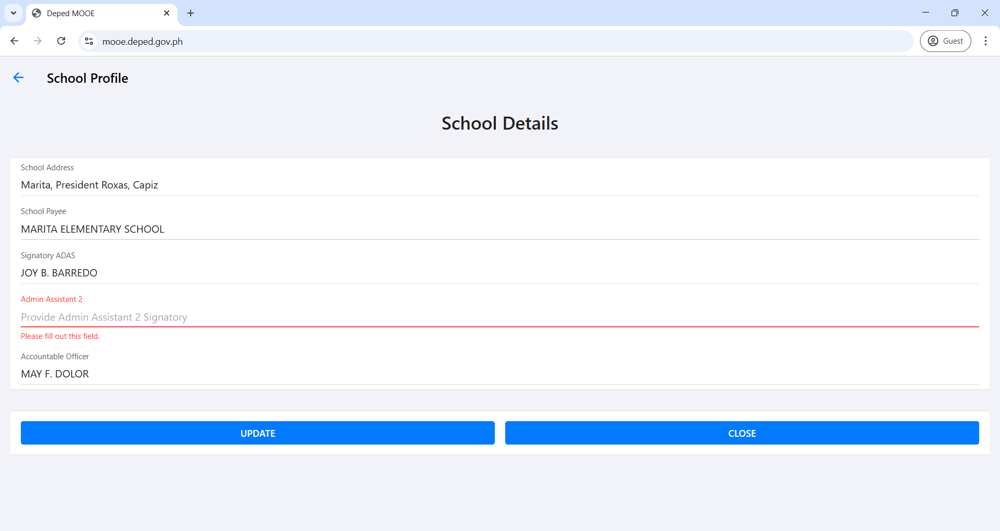 Deped MOOE
mooe.deped.gov.ph
Guest
School Profile
School Details
School Address
Marita, President Roxas, Capiz
School Payee
MARITA ELEMENTARY SCHOOL
Signatory ADAS
JOY B. BARREDO
Admin Assistant 2
Provide Admin Assistant 2 Signatory
Please fill out this field.
Accountable Officer
MAY F. DOLOR
UPDATE
CLOSE